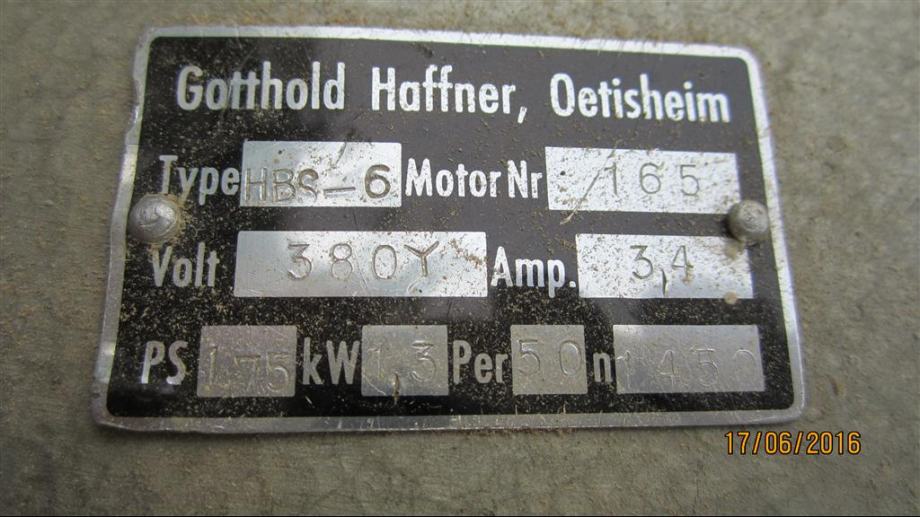 Gotthold Haffner, Oetisheim
Type HBS-6 Motor Nr 165
Volt 380Y Amp. 3,4
PS 1,75 kW 1,3 Per 50 n 1450
17/06/2016